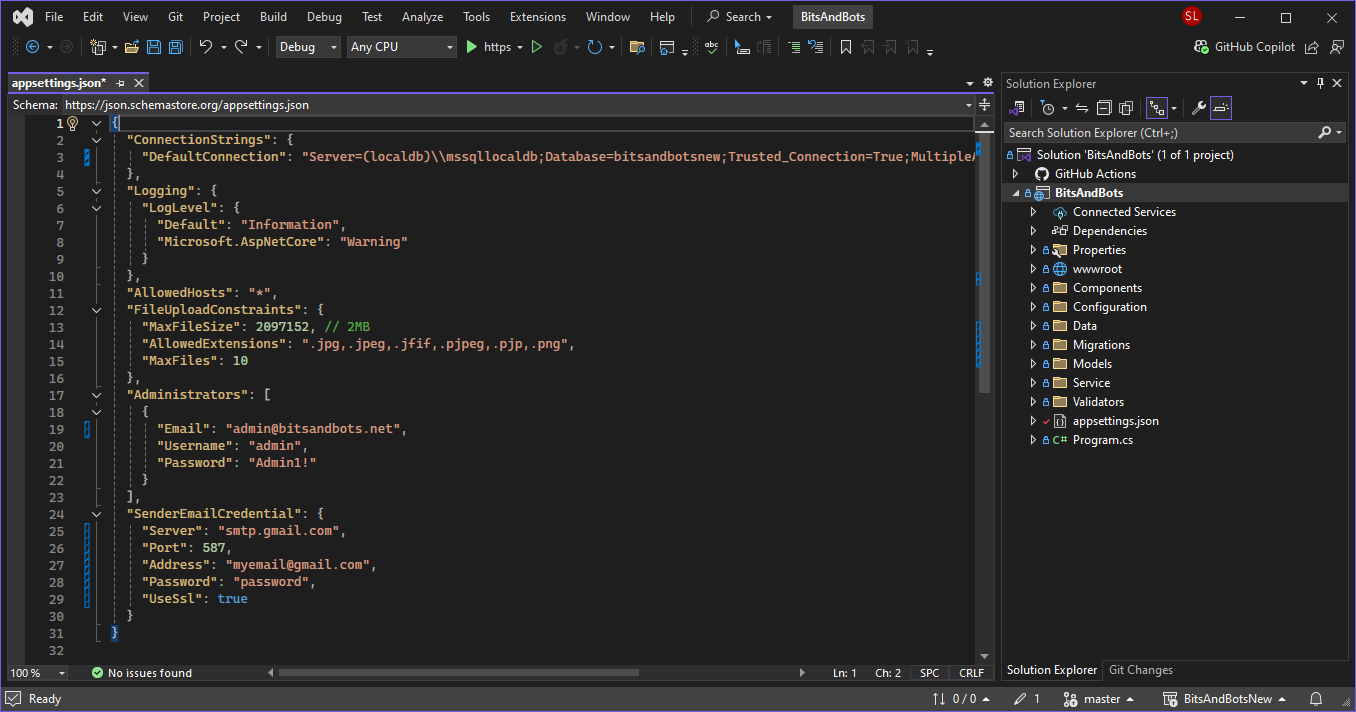 File Edit View Git Project Build Debug Test Analyze Tools Extensions Window Help Search BitsAndBots SL
Debug Any CPU https abc GitHub Copilot
appsettings.json*
Schema: https://json.schemastore.org/appsettings.json
1 {
2 "ConnectionStrings": {
3 "DefaultConnection": "Server=(localdb)\\mssqllocaldb;Database=bitsandbotsnew;Trusted_Connection=True;MultipleA
4 },
5 "Logging": {
6 "LogLevel": {
7 "Default": "Information",
8 "Microsoft.AspNetCore": "Warning"
9 }
10 },
11 "AllowedHosts": "*",
12 "FileUploadConstraints": {
13 "MaxFileSize": 2097152, // 2MB
14 "AllowedExtensions": ".jpg,.jpeg,.jfif,.pjpeg,.pjp,.png",
15 "MaxFiles": 10
16 },
17 "Administrators": [
18 {
19 "Email": "admin@bitsandbots.net",
20 "Username": "admin",
21 "Password": "Admin1!"
22 }
23 ],
24 "SenderEmailCredential": {
25 "Server": "smtp.gmail.com",
26 "Port": 587,
27 "Address": "myemail@gmail.com",
28 "Password": "password",
29 "UseSsl": true
30 }
31 }
32
100 % No issues found Ln: 1 Ch: 2 SPC CRLF
Solution Explorer
Search Solution Explorer (Ctrl+;)
Solution 'BitsAndBots' (1 of 1 project)
GitHub Actions
BitsAndBots
Connected Services
Dependencies
Properties
wwwroot
Components
Configuration
Data
Migrations
Models
Service
Validators
appsettings.json
C# Program.cs
Solution Explorer Git Changes
Ready 0 / 0 1 master BitsAndBotsNew